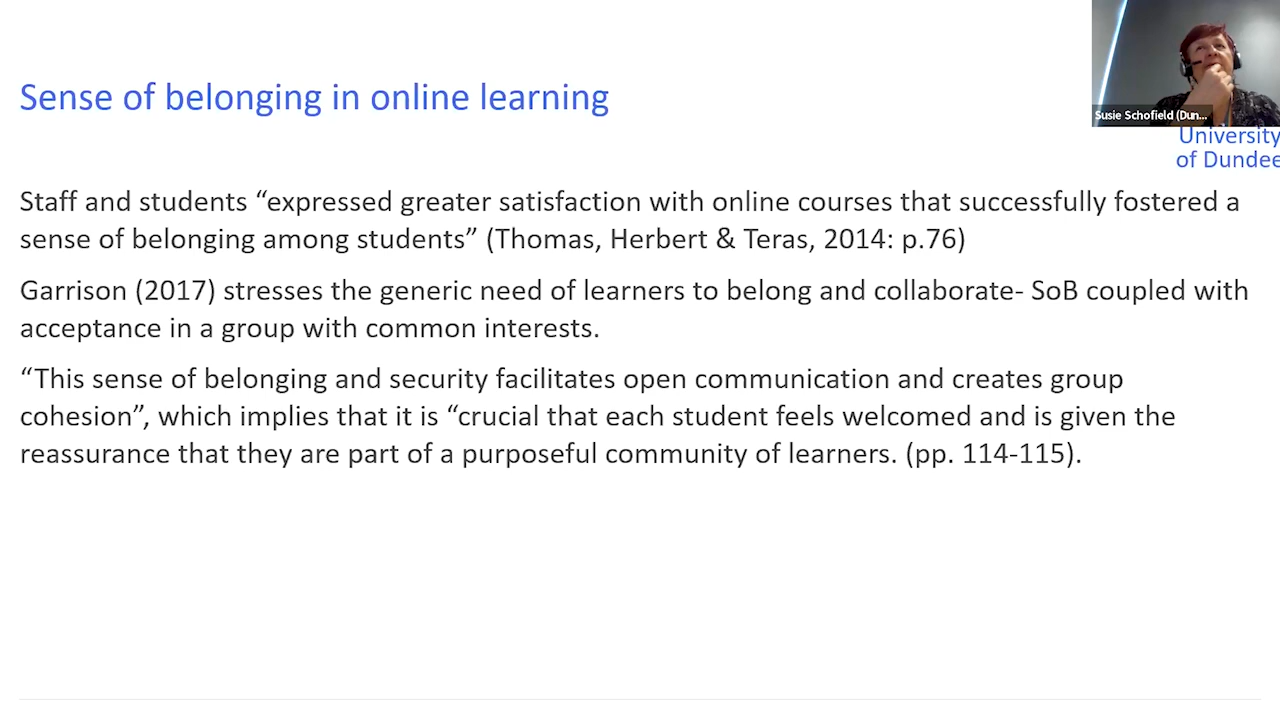 Sense of belonging in online learning
Susie Schofield (Dun...
University
of Dundee
Staff and students “expressed greater satisfaction with online courses that successfully fostered a
sense of belonging among students” (Thomas, Herbert & Teras, 2014: p.76)
Garrison (2017) stresses the generic need of learners to belong and collaborate- SoB coupled with
acceptance in a group with common interests.
“This sense of belonging and security facilitates open communication and creates group
cohesion”, which implies that it is “crucial that each student feels welcomed and is given the
reassurance that they are part of a purposeful community of learners. (pp. 114-115).